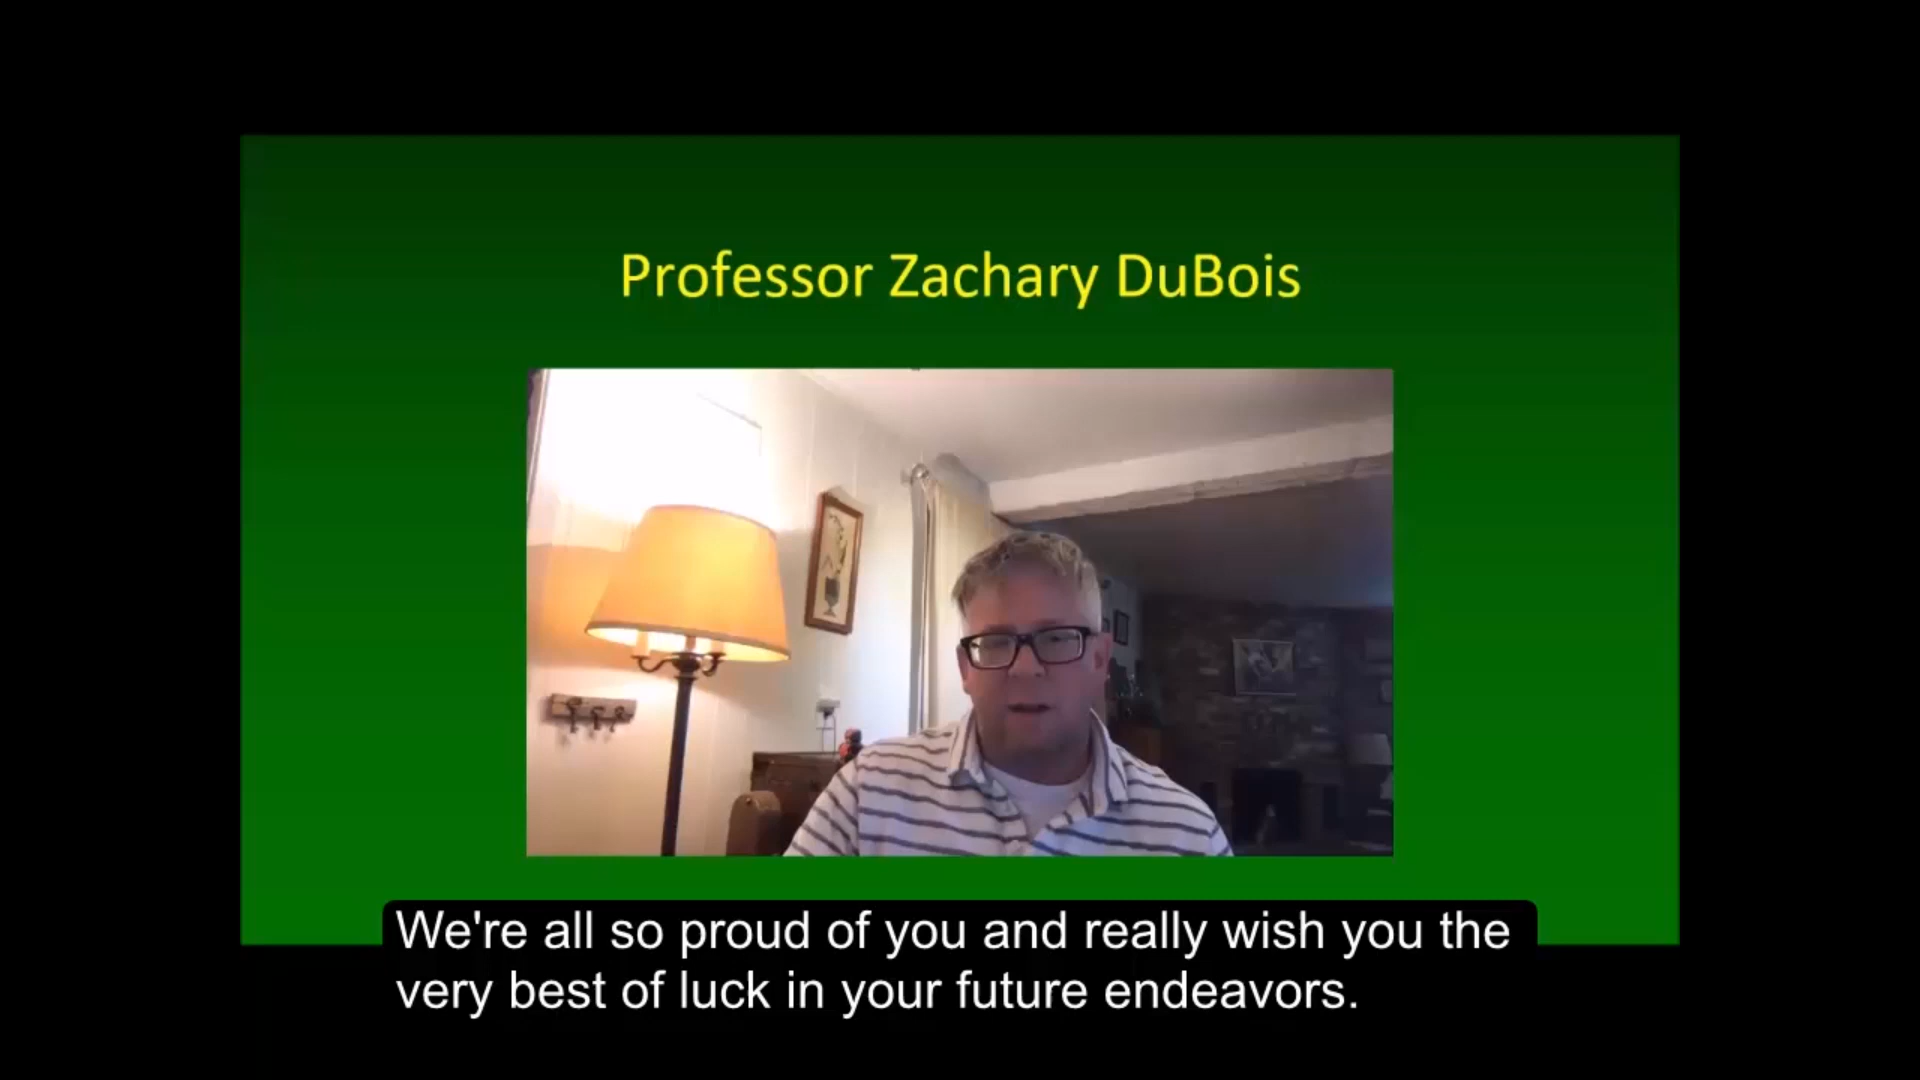 Professor Zachary DuBois
We're all so proud of you and really wish you the
very best of luck in your future endeavors.